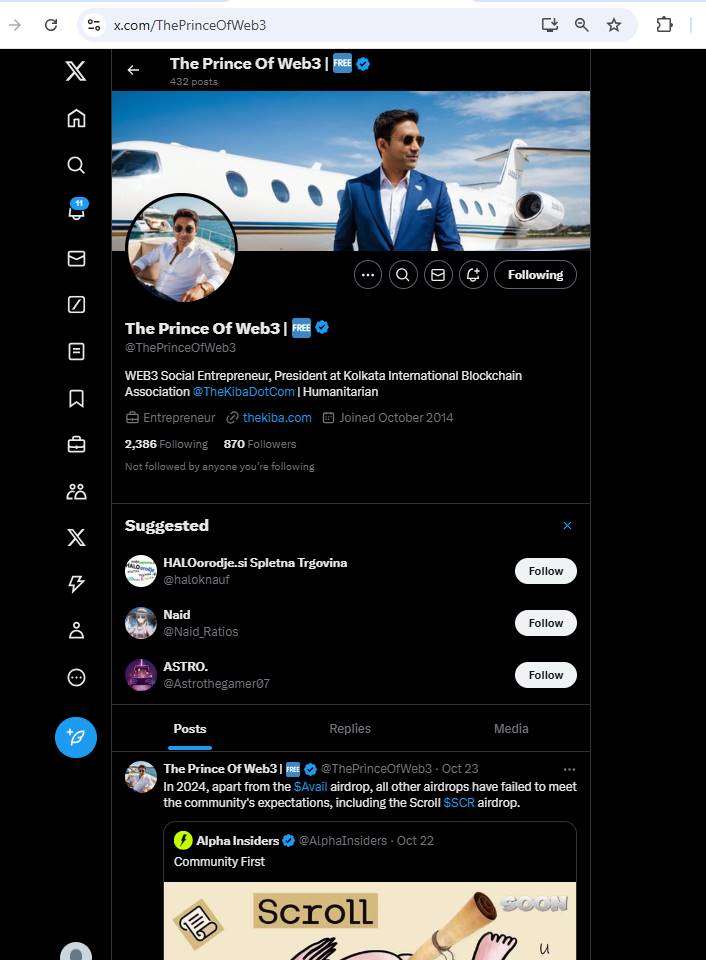 x.com/ThePrinceOfWeb3
The Prince Of Web3 | FREE
432 posts
11
Following
The Prince Of Web3 | FREE
@ThePrinceOfWeb3
WEB3 Social Entrepreneur, President at Kolkata International Blockchain
Association @TheKibaDotCom | Humanitarian
Entrepreneur thekiba.com Joined October 2014
2,386 Following 870 Followers
Not followed by anyone you're following
Suggested
HALOorodje.si Spletna Trgovina
@haloknauf
Follow
Naid
@Naid_Ratios
Follow
ASTRO.
@Astrothegamer07
Follow
Posts Replies Media
The Prince Of Web3 | FREE @ThePrinceOfWeb3 · Oct 23
In 2024, apart from the $Avail airdrop, all other airdrops have failed to meet
the community's expectations, including the Scroll $SCR airdrop.
Alpha Insiders @AlphaInsiders · Oct 22
Community First
Scroll
SOON
u